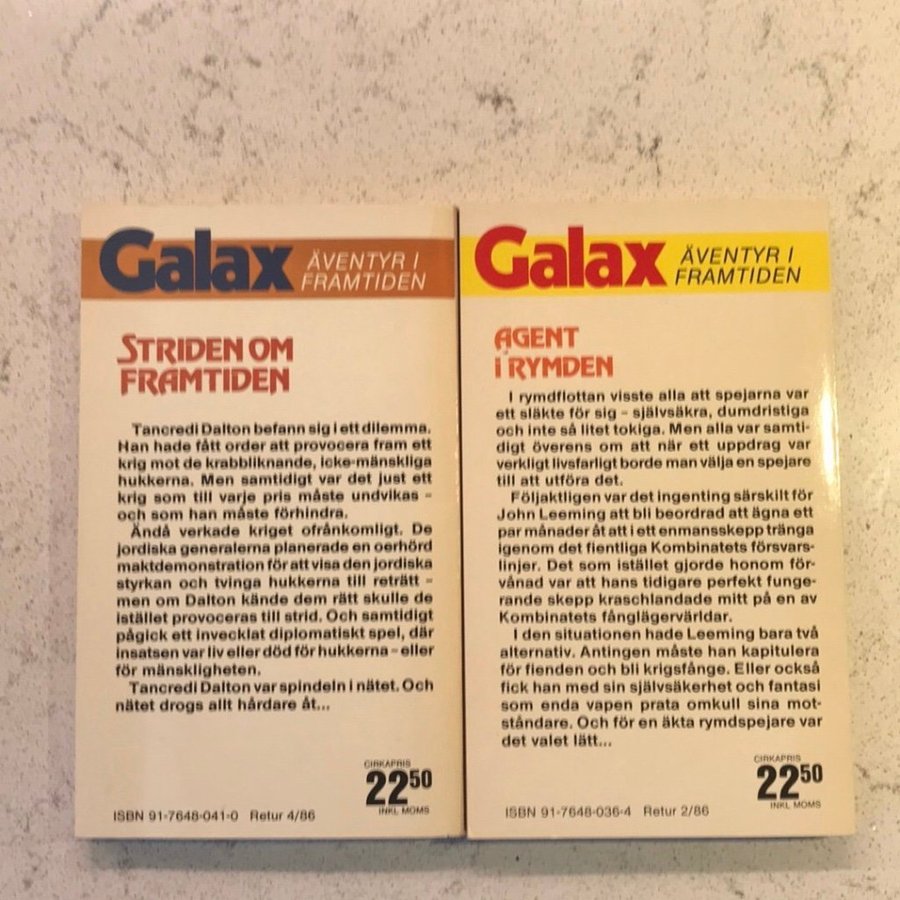 Galax
ÄVENTYR I
FRAMTIDEN
STRIDEN OM
FRAMTIDEN
Tancredi Dalton befann sig i ett dilemma.
Han hade fått order att provocera fram ett
krig mot de krabbliknande, icke-mänskliga
hukkerna. Men samtidigt var det just ett
krig som till varje pris måste undvikas –
och som han måste förhindra.
Ändå verkade kriget ofrånkomligt. De
jordiska generalerna planerade en oerhörd
maktdemonstration för att visa den jordiska
styrkan och tvinga hukkerna till reträtt –
men om Dalton kände dem rätt skulle de
istället provoceras till strid. Och samtidigt
pågick ett invecklat diplomatiskt spel, där
insatsen var liv eller död för hukkerna – eller
för mänskligheten.
Tancredi Dalton var spindeln i nätet. Och
nätet drogs allt hårdare åt...
CIRKAPRIS
22 50
INKL MOMS
ISBN 91-7648-041-0 Retur 4/86
Galax
ÄVENTYR I
FRAMTIDEN
AGENT
I RYMDEN
I rymdflottan visste alla att spejarna var
ett släkte för sig – självsäkra, dumdristiga
och inte så litet tokiga. Men alla var samti-
digt överens om att när ett uppdrag var
verkligt livsfarligt borde man välja en spejare
till att utföra det.
Följaktligen var det ingenting särskilt för
John Leeming att bli beordrad att ägna ett
par månader åt att i ett enmansskepp tränga
igenom det fientliga Kombinatets försvars-
linjer. Det som istället gjorde honom för-
vånad var att hans tidigare perfekt funge-
rande skepp kraschlandade mitt på en av
Kombinatets fånglägervärldar.
I den situationen hade Leeming bara två
alternativ. Antingen måste han kapitulera
för fienden och bli krigsfånge. Eller också
fick han med sin självsäkerhet och fantasi
som enda vapen prata omkull sina mot-
ståndare. Och för en äkta rymdspejare var
det valet lätt...
CIRKAPRIS
22 50
INKL MOMS
ISBN 91-7648-036-4 Retur 2/86